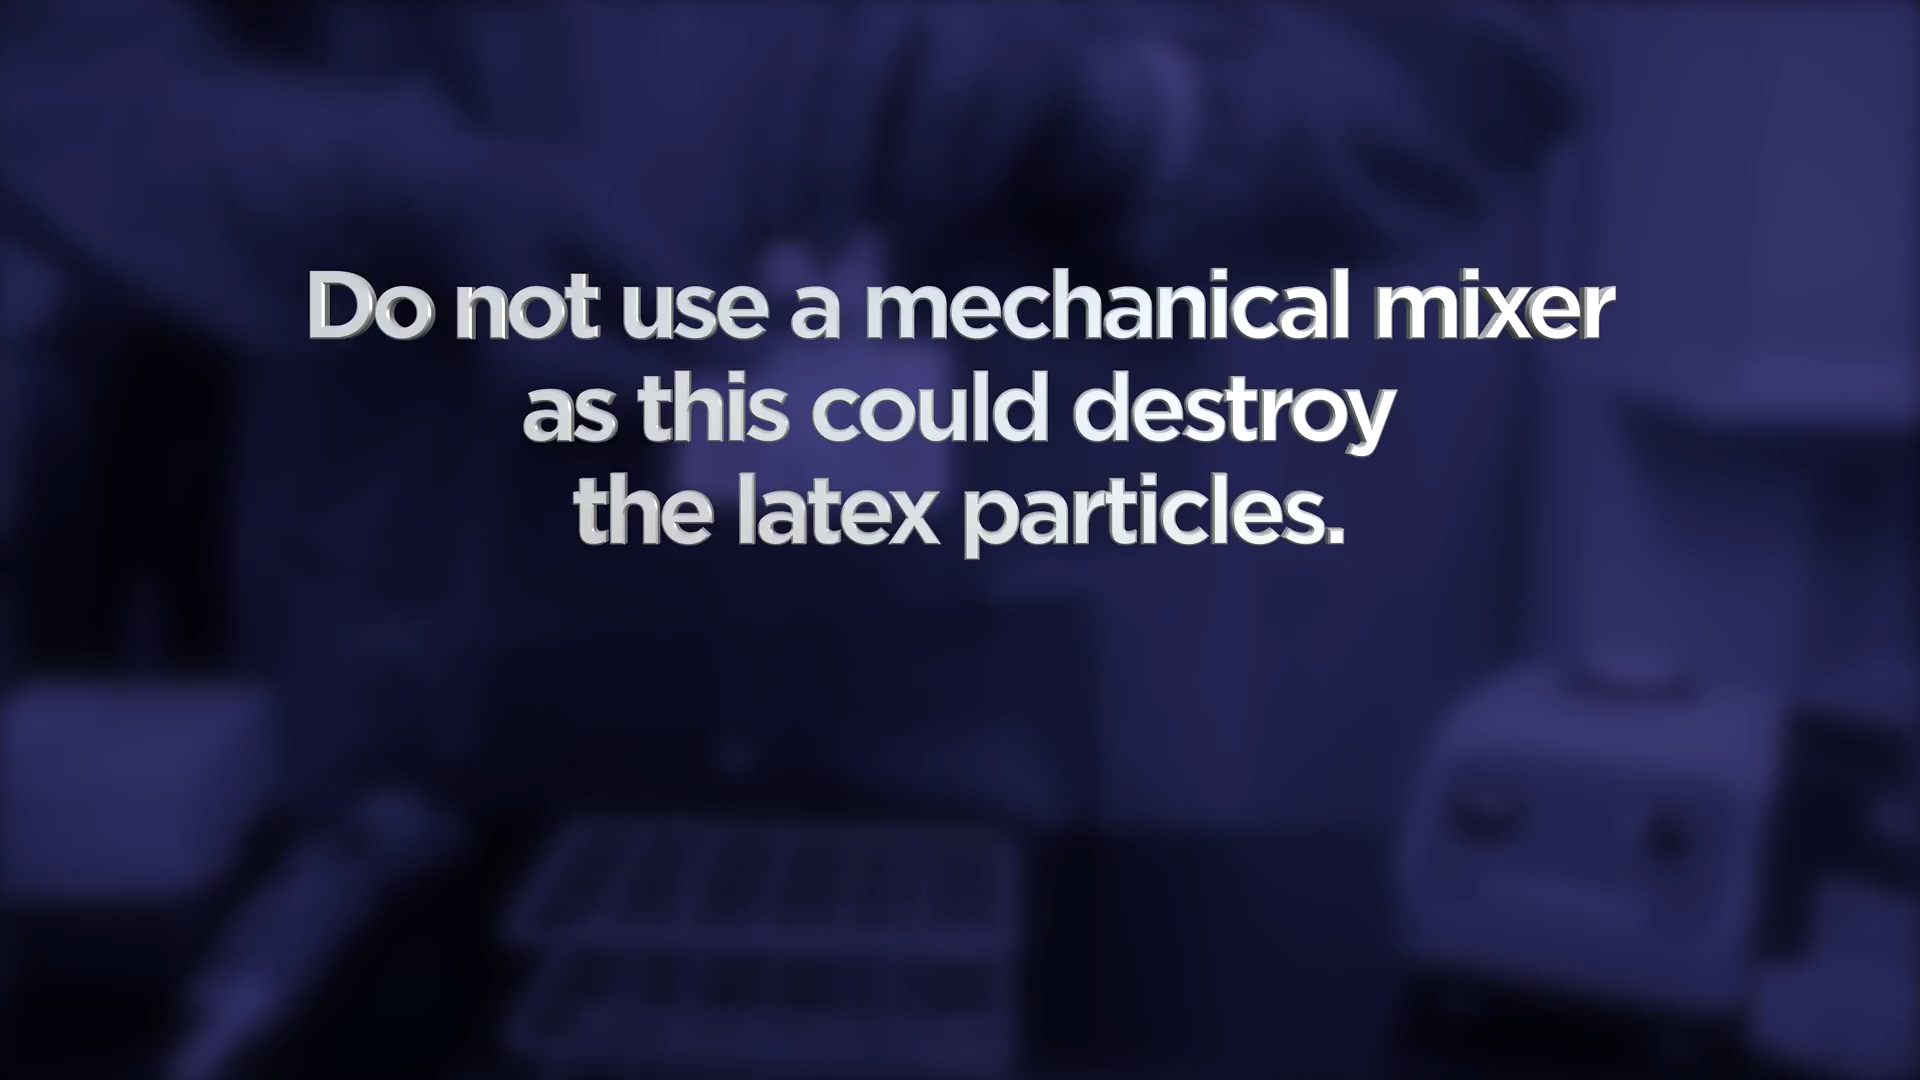 Do not use a mechanical mixer
as this could destroy
the latex particles.